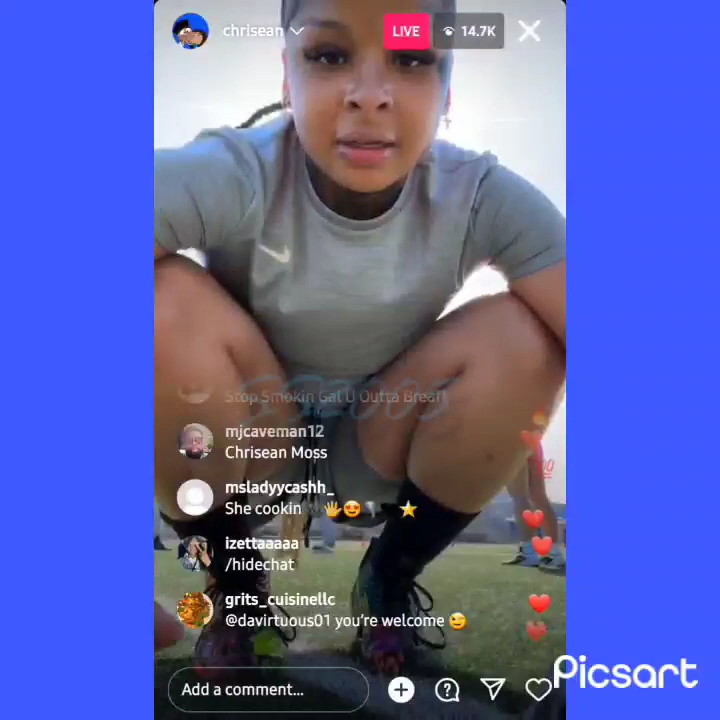 chrisean
LIVE
14.7K
Stop Smokin Gal U Outta Breaf!
mjcaveman12
Chrisean Moss
msladyycashh_
She cookin
izettaaaaa
/hidechat
grits_cuisinellc
@davirtuous01 you're welcome
Add a comment...
Picsart